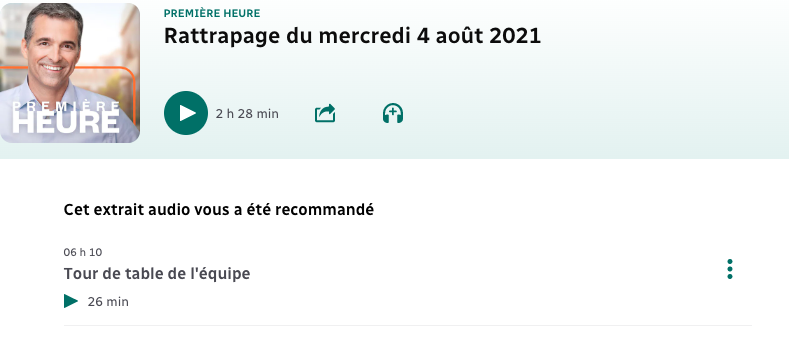 PREMIÈRE HEURE
Rattrapage du mercredi 4 août 2021
PREMIÈRE
HEURE
2 h 28 min
Cet extrait audio vous a été recommandé
06 h 10
Tour de table de l'équipe
26 min